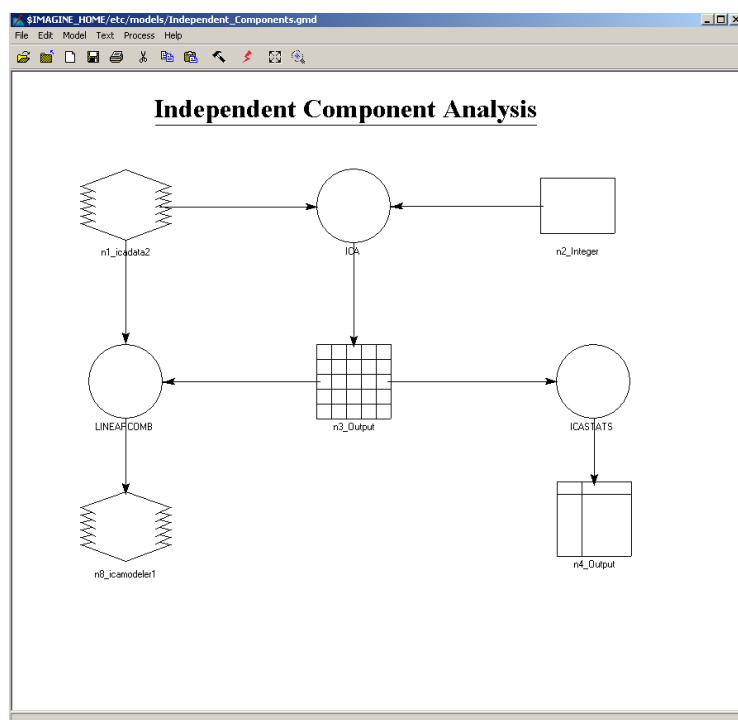 $IMAGINE_HOME/etc/models/Independent_Components.gmd
File Edit Model Text Process Help
Independent Component Analysis
n1_icadata2
ICA
n2_Integer
LINEARCOMB
n3_Output
ICASTATS
n8_icamodeler1
n4_Output